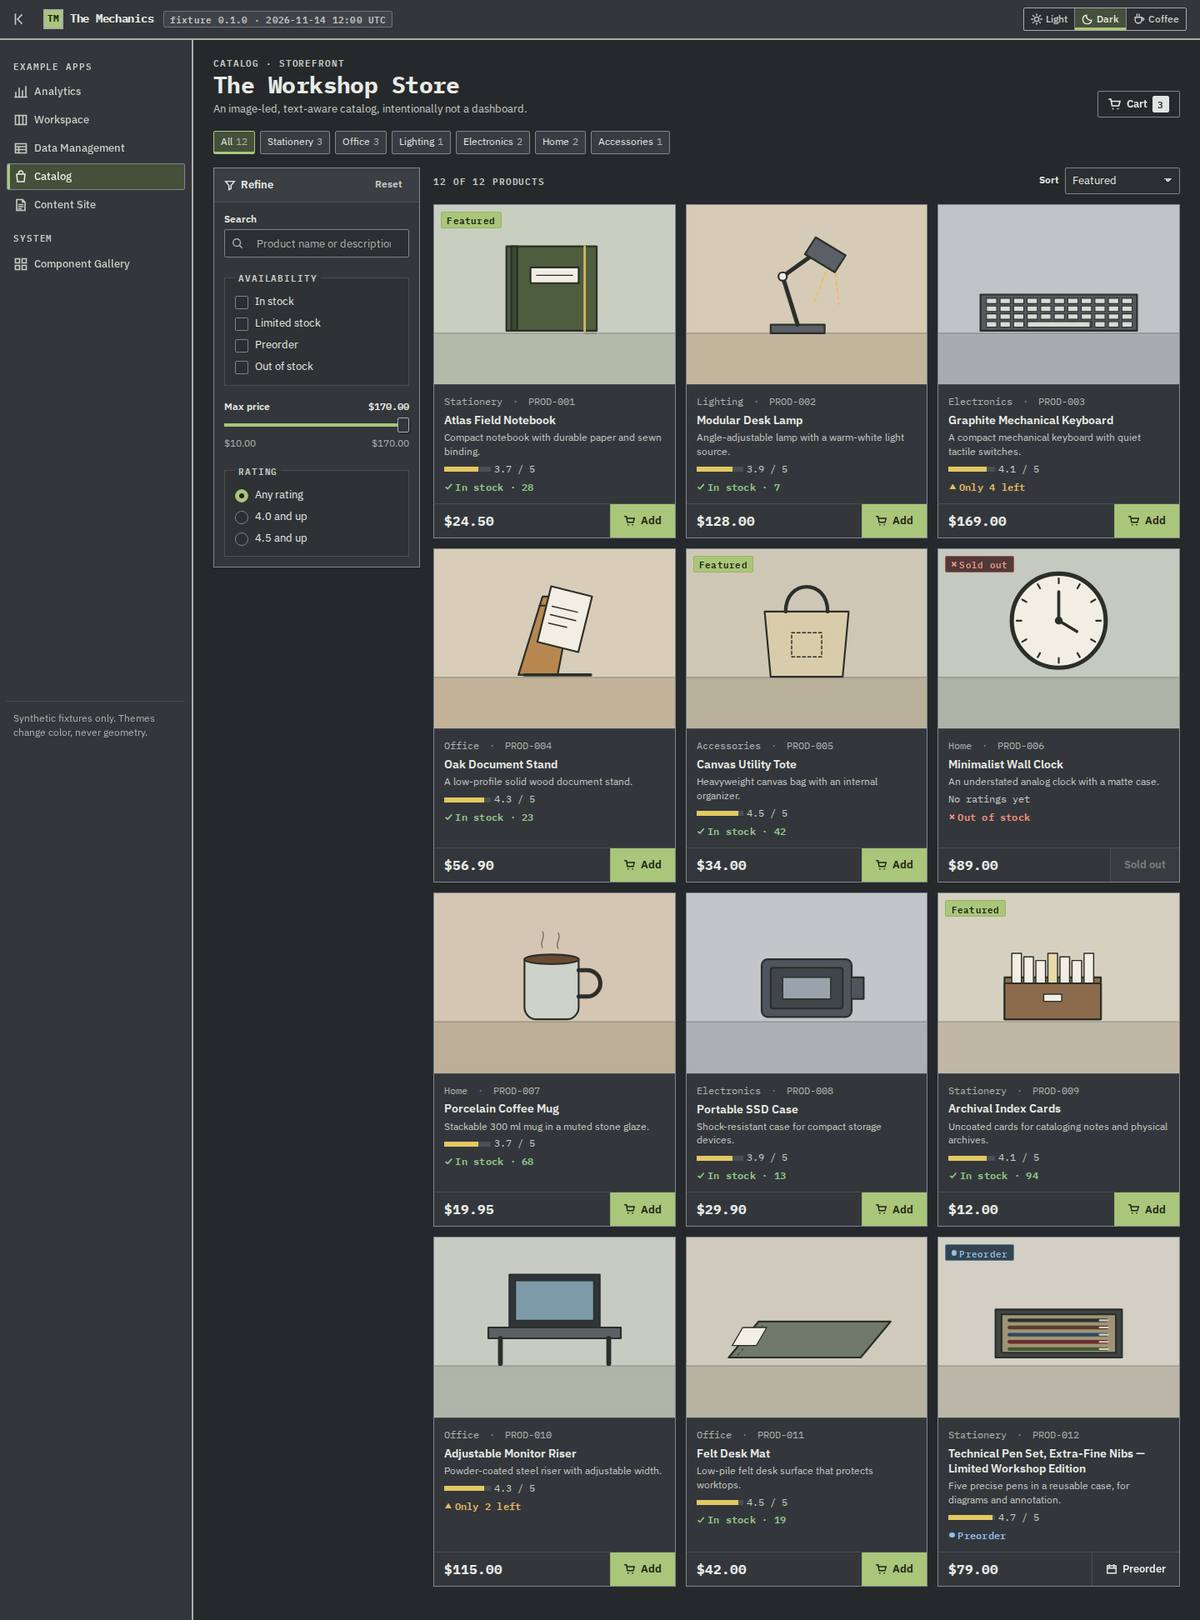 TM The Mechanics fixture 0.1.0 · 2026-11-14 12:00 UTC Light Dark Coffee
EXAMPLE APPS
Analytics
Workspace
Data Management
Catalog
Content Site
SYSTEM
Component Gallery
Synthetic fixtures only. Themes
change color, never geometry.
CATALOG · STOREFRONT
The Workshop Store
An image-led, text-aware catalog, intentionally not a dashboard.
Cart 3
All 12 Stationery 3 Office 3 Lighting 1 Electronics 2 Home 2 Accessories 1
Refine Reset
Search
Product name or description
AVAILABILITY
In stock
Limited stock
Preorder
Out of stock
Max price $170.00
$10.00 $170.00
RATING
Any rating
4.0 and up
4.5 and up
12 OF 12 PRODUCTS
Sort Featured
Featured
Stationery · PROD-001
Atlas Field Notebook
Compact notebook with durable paper and sewn
binding.
3.7 / 5
In stock · 28
$24.50 Add
Lighting · PROD-002
Modular Desk Lamp
Angle-adjustable lamp with a warm-white light
source.
3.9 / 5
In stock · 7
$128.00 Add
Electronics · PROD-003
Graphite Mechanical Keyboard
A compact mechanical keyboard with quiet
tactile switches.
4.1 / 5
Only 4 left
$169.00 Add
Office · PROD-004
Oak Document Stand
A low-profile solid wood document stand.
4.3 / 5
In stock · 23
$56.90 Add
Featured
Accessories · PROD-005
Canvas Utility Tote
Heavyweight canvas bag with an internal
organizer.
4.5 / 5
In stock · 42
$34.00 Add
Sold out
Home · PROD-006
Minimalist Wall Clock
An understated analog clock with a matte case.
No ratings yet
Out of stock
$89.00 Sold out
Home · PROD-007
Porcelain Coffee Mug
Stackable 300 ml mug in a muted stone glaze.
3.7 / 5
In stock · 68
$19.95 Add
Electronics · PROD-008
Portable SSD Case
Shock-resistant case for compact storage
devices.
3.9 / 5
In stock · 13
$29.90 Add
Featured
Stationery · PROD-009
Archival Index Cards
Uncoated cards for cataloging notes and physical
archives.
4.1 / 5
In stock · 94
$12.00 Add
Office · PROD-010
Adjustable Monitor Riser
Powder-coated steel riser with adjustable width.
4.3 / 5
Only 2 left
$115.00 Add
Office · PROD-011
Felt Desk Mat
Low-pile felt desk surface that protects
worktops.
4.5 / 5
In stock · 19
$42.00 Add
Preorder
Stationery · PROD-012
Technical Pen Set, Extra-Fine Nibs —
Limited Workshop Edition
Five precise pens in a reusable case, for
diagrams and annotation.
4.7 / 5
Preorder
$79.00 Preorder